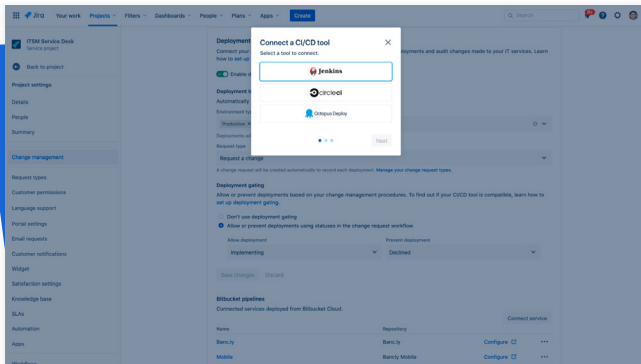 Jira Your work Projects Filters Dashboards People Plans Apps Create Search 9+
ITSM Service Desk
Service project
Back to project
Project settings
Details
People
Summary
Change management
Request types
Customer permissions
Language support
Portal settings
Email requests
Customer notifications
Widget
Satisfaction settings
Knowledge base
SLAs
Automation
Apps
Workflows
Deployment
Connect your
how to set up
loyments and audit changes made to your IT services. Learn
Enable d
Connect a CI/CD tool
Select a tool to connect.
Jenkins
circleci
Octopus Deploy
Next
Deployment t
Automatically
Environment typ
Production
Deployments wi
Request type
Request a change
A change request will be created automatically to record each deployment. Manage your change request types.
Deployment gating
Allow or prevent deployments based on your change management procedures. To find out if your CI/CD tool is compatible, learn how to
set up deployment gating.
Don't use deployment gating
Allow or prevent deployments using statuses in the change request workflow
Allow deployment Prevent deployment
Implementing Declined
Save changes Discard
Bitbucket pipelines
Connected services deployed from Bitbucket Cloud.
Connect service
Name Repository
Banc.ly Banc.ly Configure
Mobile Bancly Mobile Configure